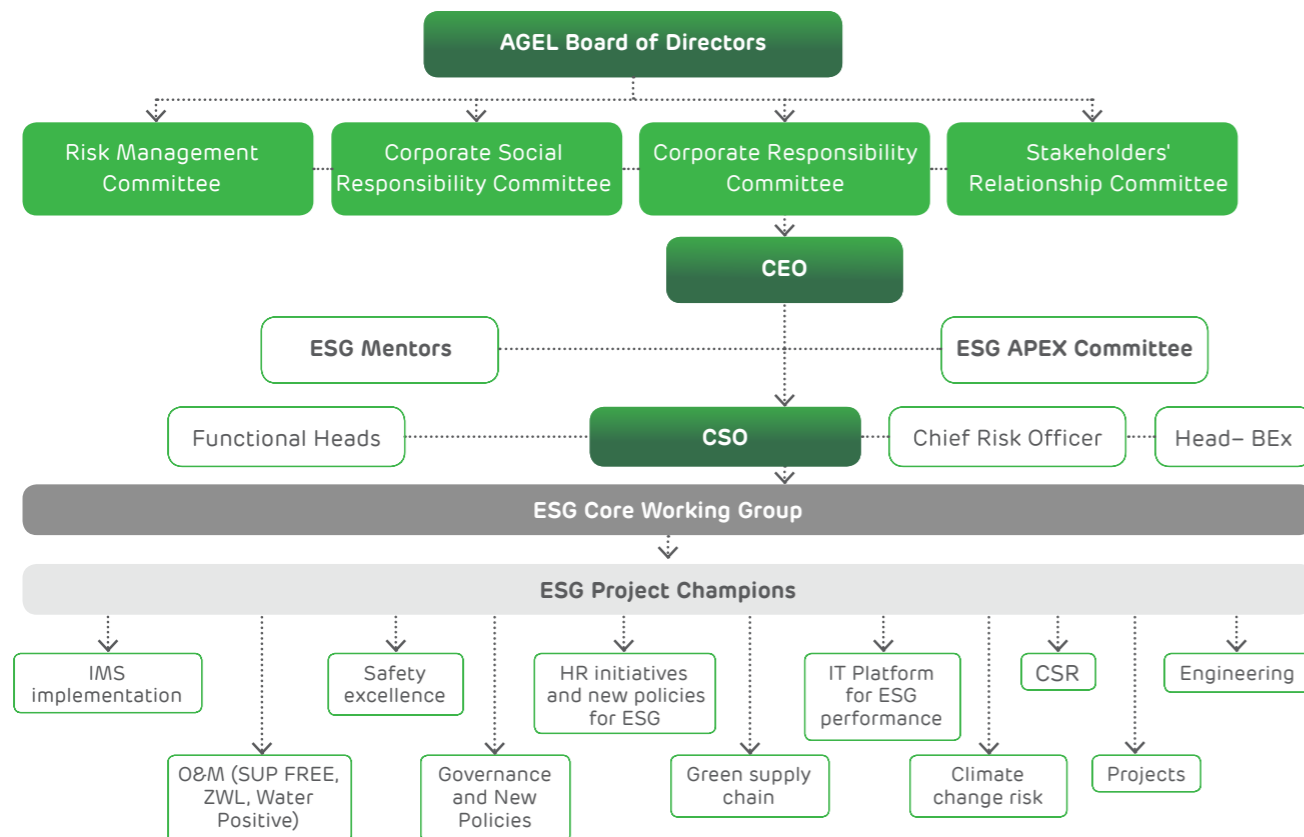 AGEL Board of Directors
Risk Management
Committee
Corporate Social
Responsibility Committee
Corporate Responsibility
Committee
Stakeholders'
Relationship Committee
CEO
ESG Mentors
ESG APEX Committee
Functional Heads
CSO
Chief Risk Officer
Head– BEx
ESG Core Working Group
ESG Project Champions
IMS
implementation
Safety
excellence
HR initiatives
and new policies
for ESG
IT Platform
for ESG
performance
CSR
Engineering
O&M (SUP FREE,
ZWL, Water
Positive)
Governance
and New
Policies
Green supply
chain
Climate
change risk
Projects